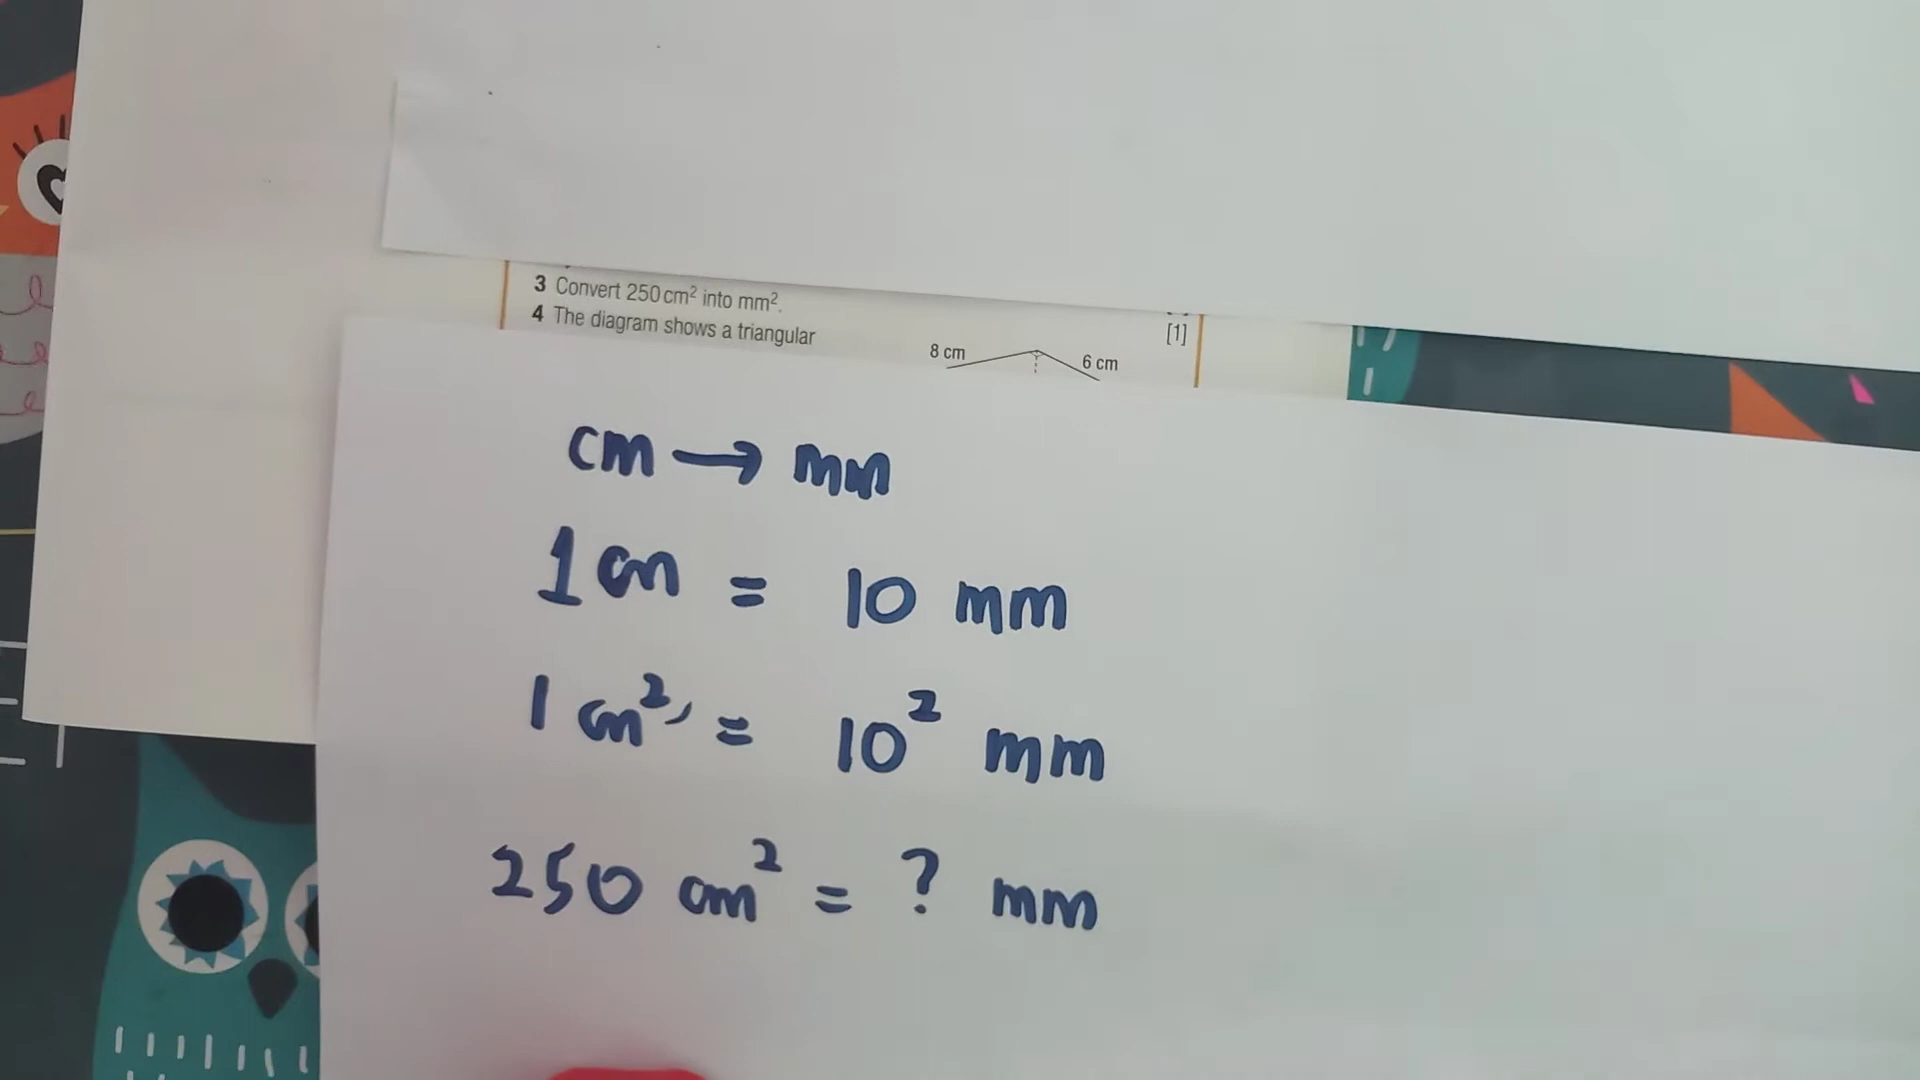 3 Convert 250 cm² into mm².
[1]
4 The diagram shows a triangular
8 cm
6 cm
cm → mm
1 cm = 10 mm
1 cm² = 10² mm
250 cm² = ? mm